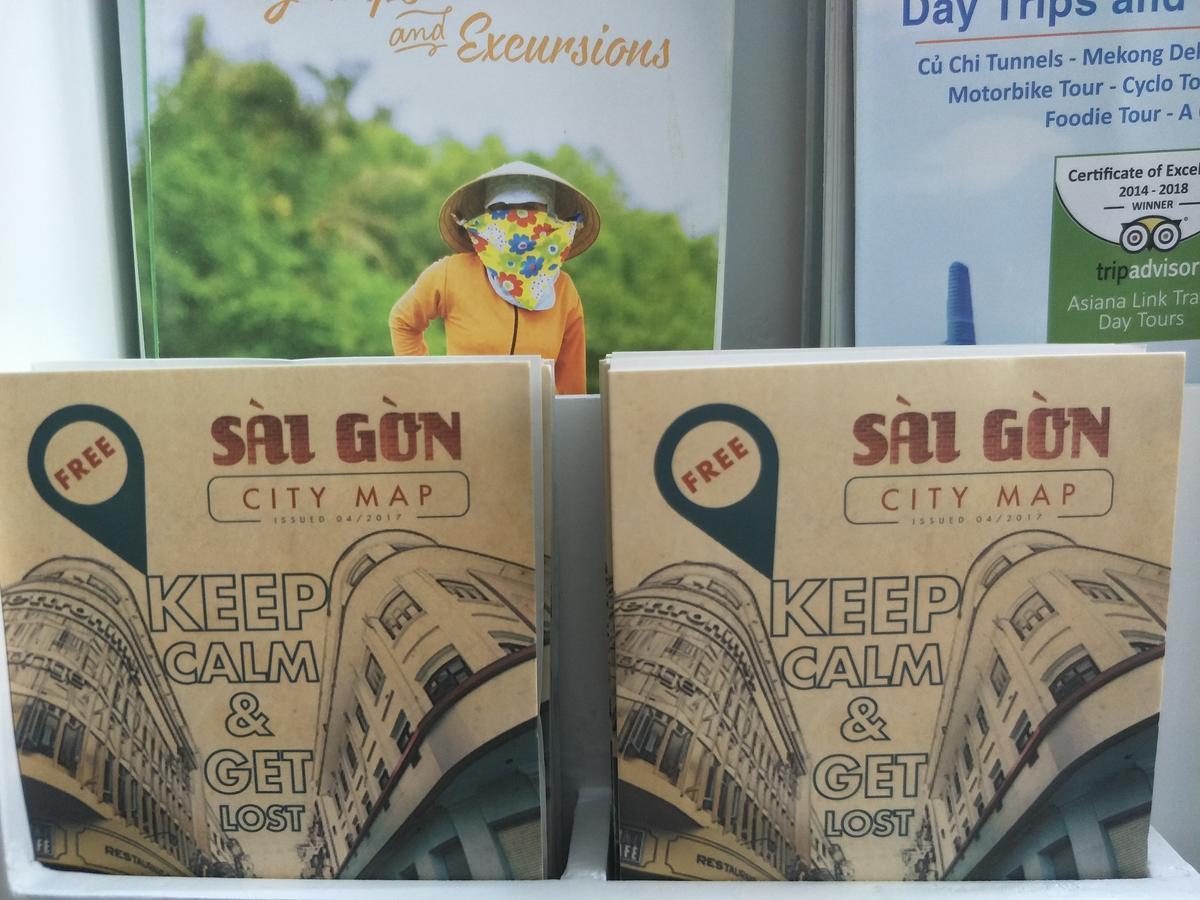 and Excursions
Day Trips and
Củ Chi Tunnels - Mekong Del
Motorbike Tour - Cyclo To
Foodie Tour - A
Certificate of Excel
2014 - 2018
WINNER
tripadvisor
Asiana Link Tra
Day Tours
FREE
SÀI GÒN
CITY MAP
ISSUED 04/2017
KEEP
CALM
&
GET
LOST
RESTAU
FREE
SÀI GÒN
CITY MAP
ISSUED 04/2017
KEEP
CALM
&
GET
LOST
RESTAU